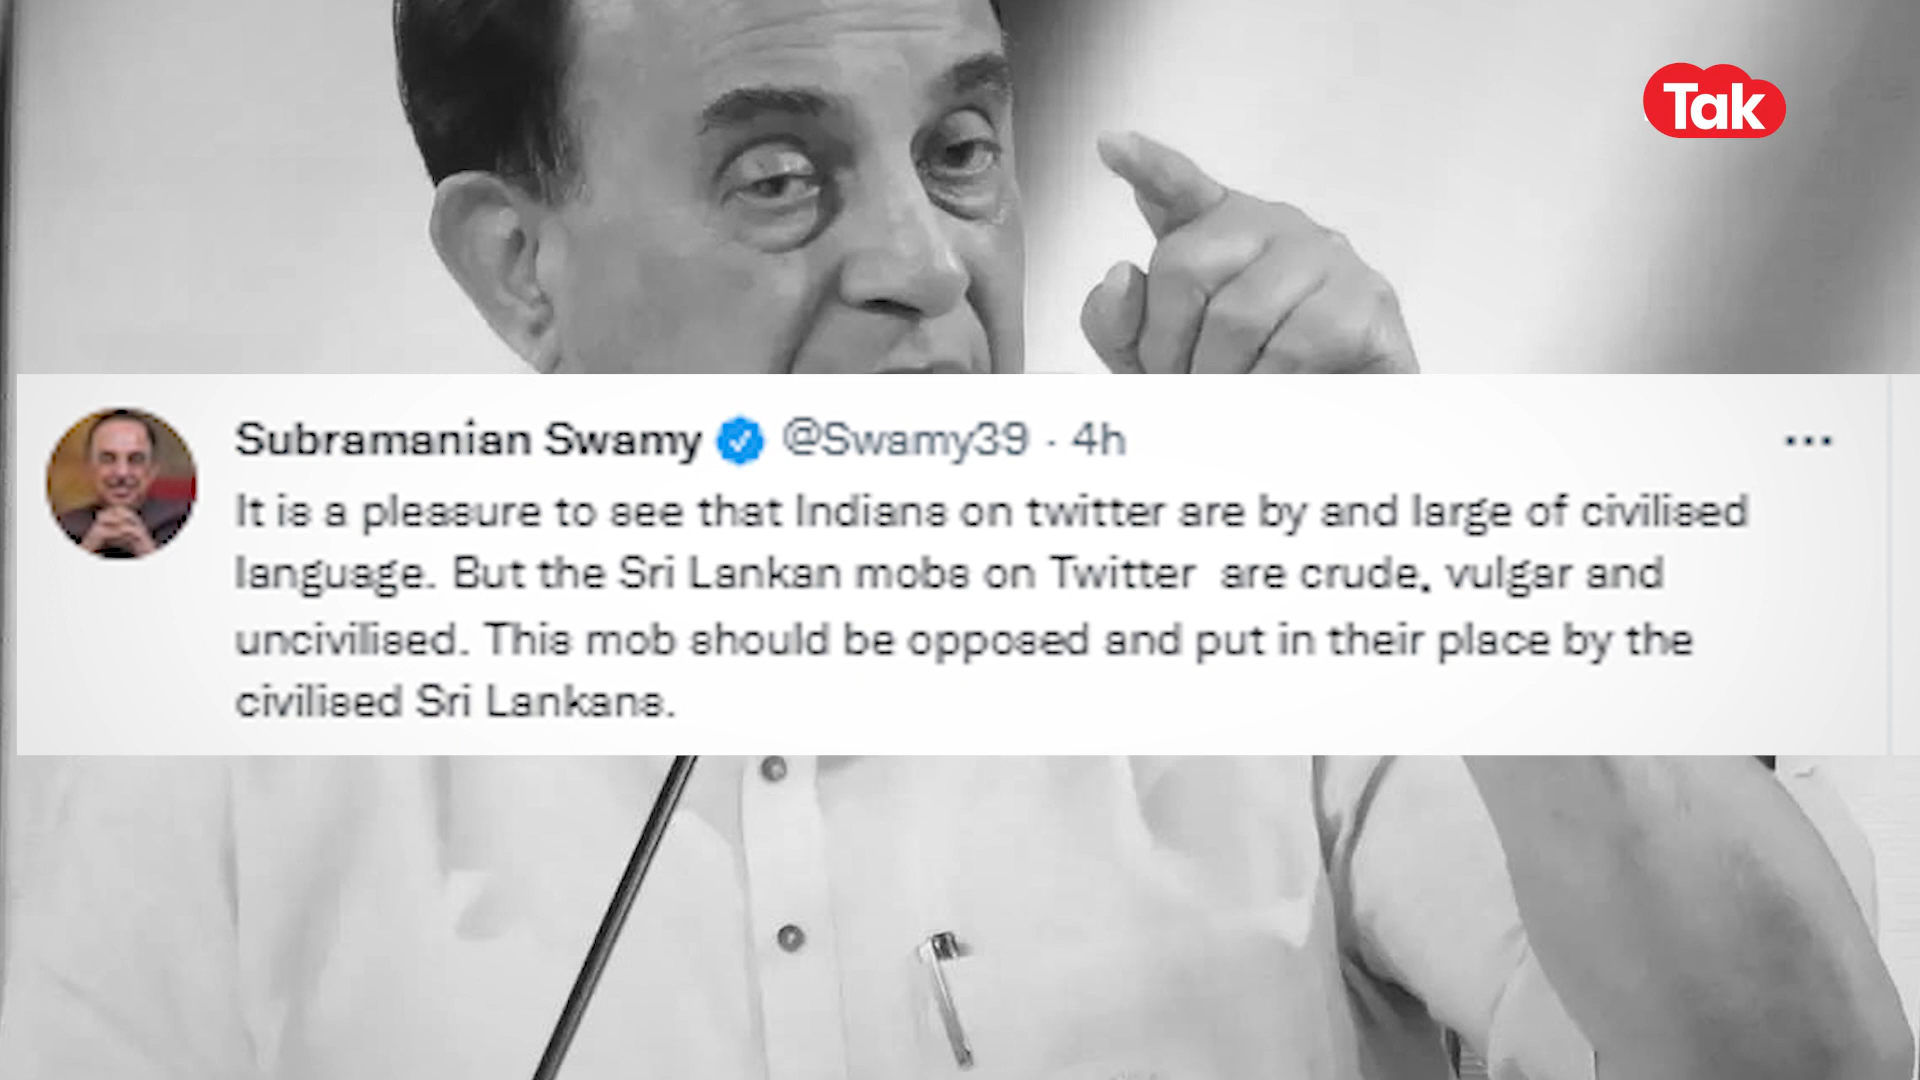 Tak
Subramanian Swamy @Swamy39 · 4h
It is a pleasure to see that Indians on twitter are by and large of civilised
language. But the Sri Lankan mobs on Twitter are crude, vulgar and
uncivilised. This mob should be opposed and put in their place by the
civilised Sri Lankans.